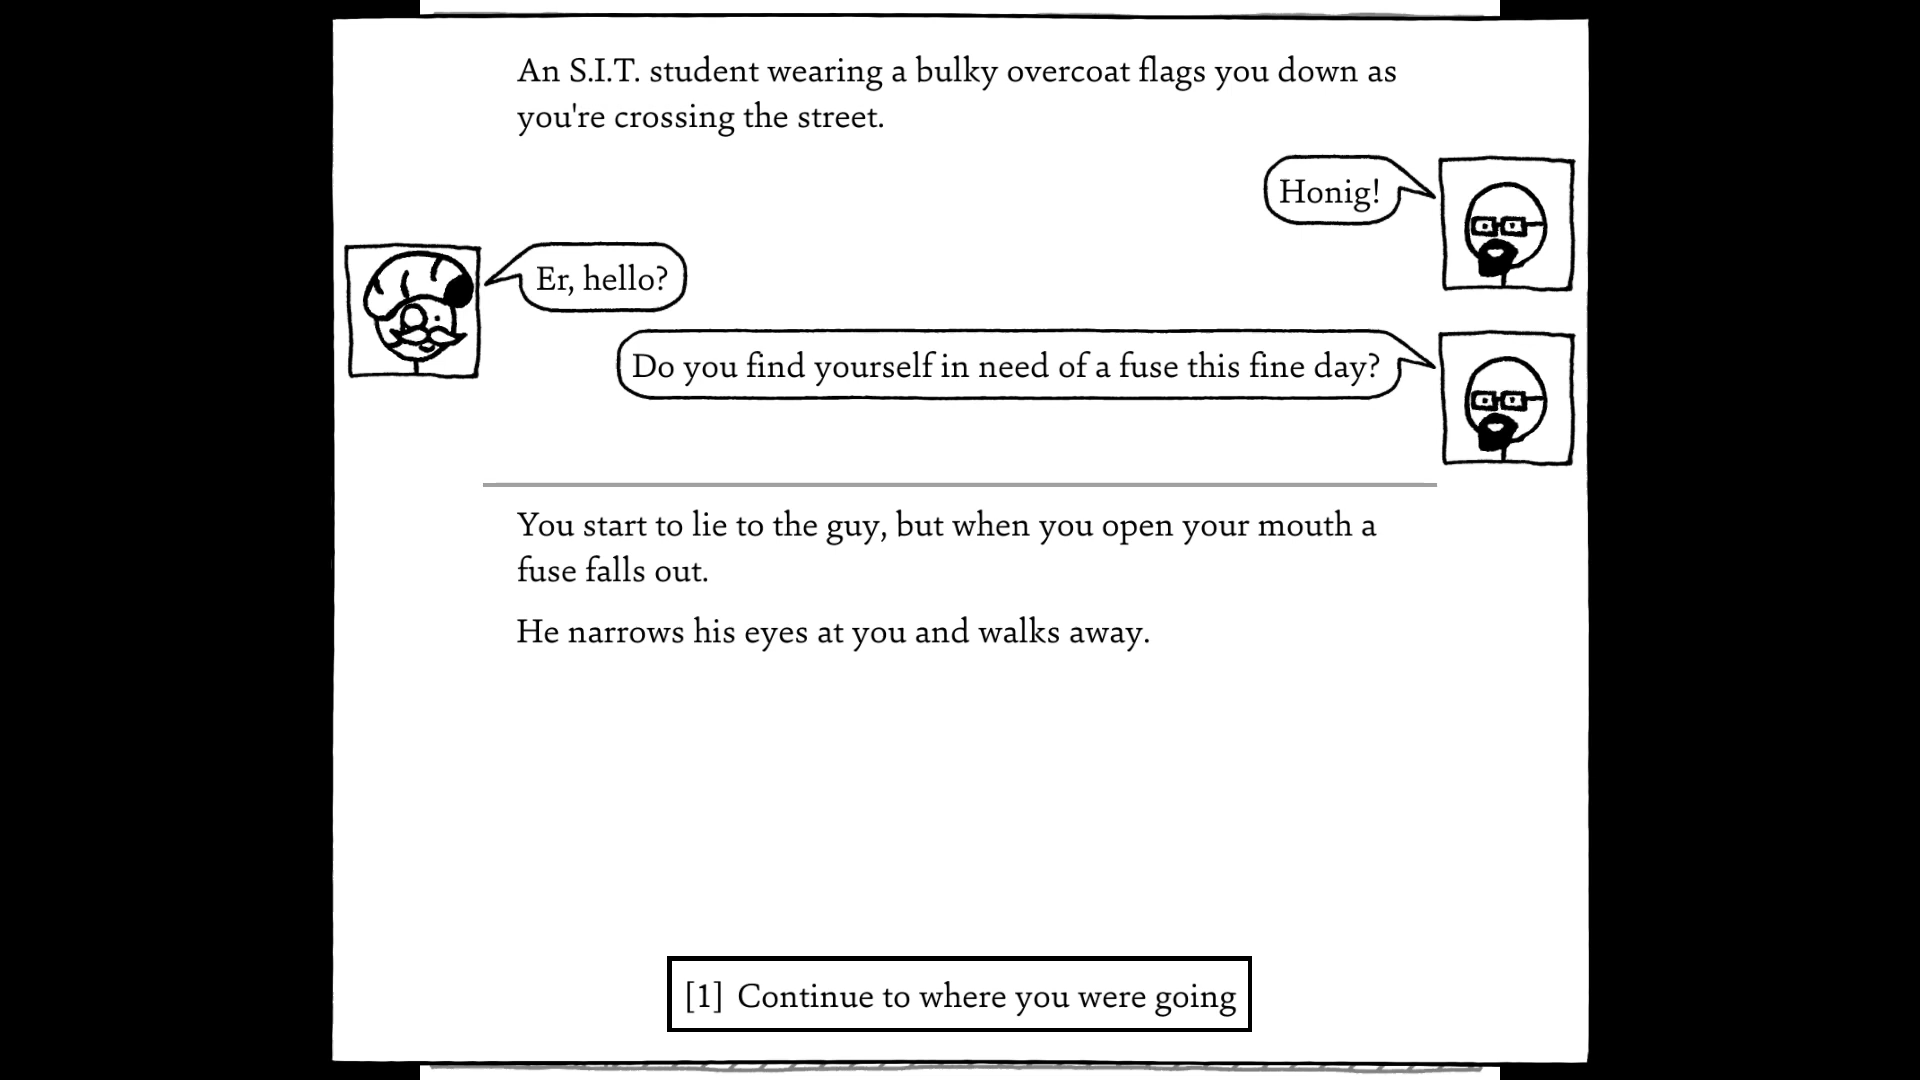 An S.I.T. student wearing a bulky overcoat flags you down as
you're crossing the street.
Honig!
Er, hello?
Do you find yourself in need of a fuse this fine day?
You start to lie to the guy, but when you open your mouth a
fuse falls out.
He narrows his eyes at you and walks away.
[1] Continue to where you were going